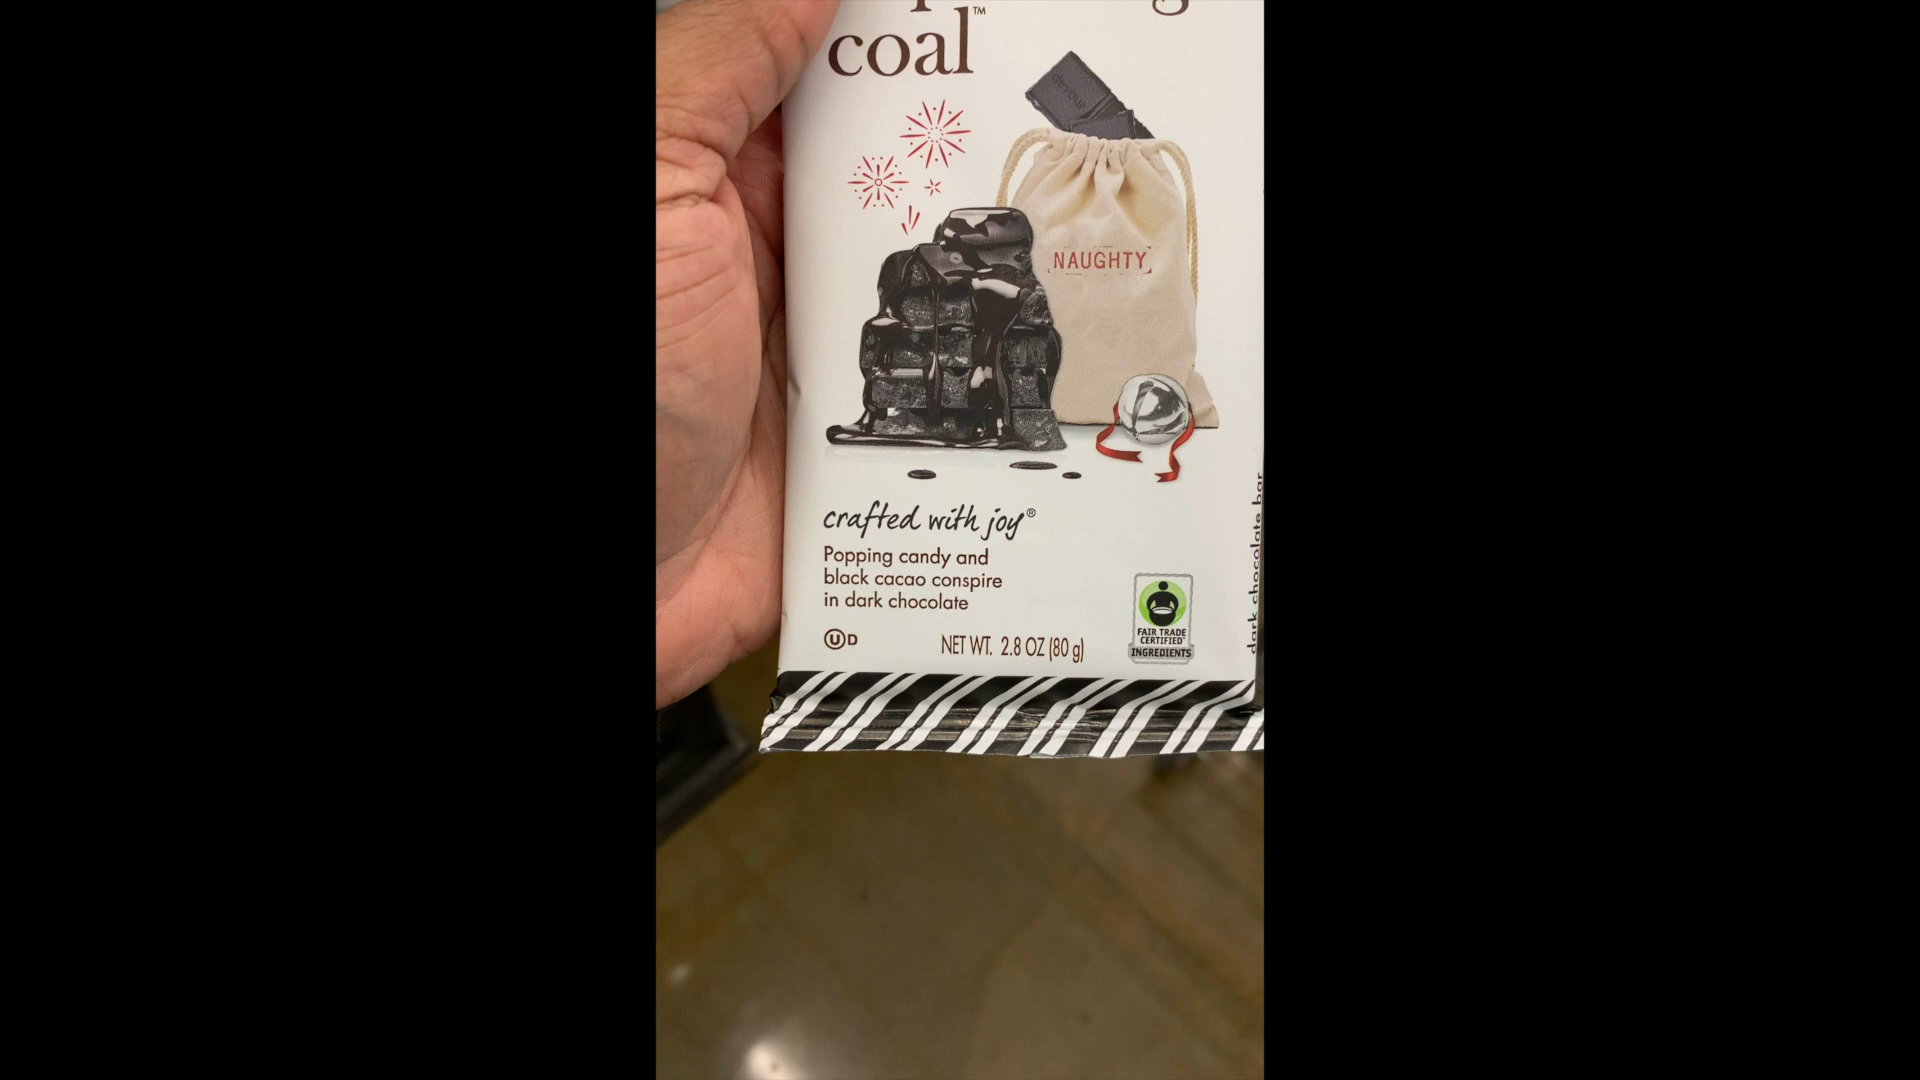 coal™
devour
NAUGHTY
crafted with joy®
Popping candy and
black cacao conspire
in dark chocolate
U D
NET WT. 2.8 OZ (80 g)
FAIR TRADE
CERTIFIED™
INGREDIENTS
dark chocolate bar